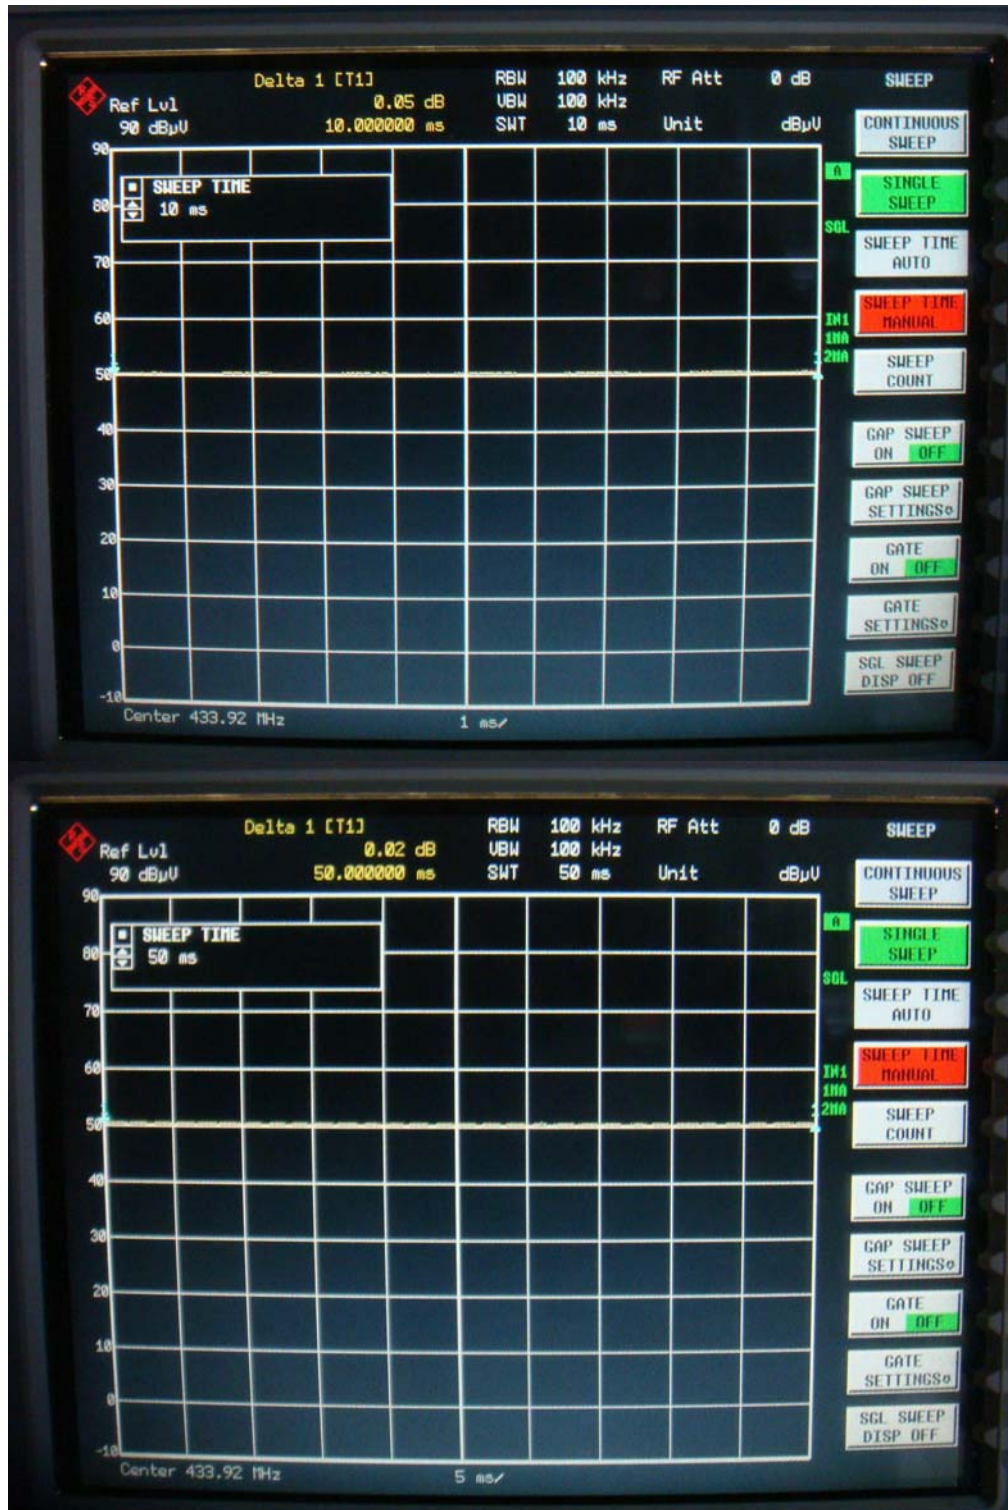 Delta 1 [T1] RBW 100 kHz RF Att 0 dB SWEEP
Ref Lvl 0.05 dB VBW 100 kHz
90 dBµV 10.000000 ms SWT 10 ms Unit dBµV
CONTINUOUS
SWEEP
90
A
SWEEP TIME
10 ms
SINGLE
SWEEP
80
SGL
SWEEP TIME
AUTO
70
SWEEP TIME
MANUAL
60
IN1
1MA
2MA
SWEEP
COUNT
50
1
40
GAP SWEEP
ON OFF
30
GAP SWEEP
SETTINGS
20
GATE
ON OFF
10
GATE
SETTINGS
0
SGL SWEEP
DISP OFF
-10
Center 433.92 MHz 1 ms/
Delta 1 [T1] RBW 100 kHz RF Att 0 dB SWEEP
Ref Lvl 0.02 dB VBW 100 kHz
90 dBµV 50.000000 ms SWT 50 ms Unit dBµV
CONTINUOUS
SWEEP
90
A
SWEEP TIME
50 ms
SINGLE
SWEEP
80
SGL
SWEEP TIME
AUTO
70
SWEEP TIME
MANUAL
60
IN1
1MA
2MA
SWEEP
COUNT
50
1
40
GAP SWEEP
ON OFF
30
GAP SWEEP
SETTINGS
20
GATE
ON OFF
10
GATE
SETTINGS
0
SGL SWEEP
DISP OFF
-10
Center 433.92 MHz 5 ms/